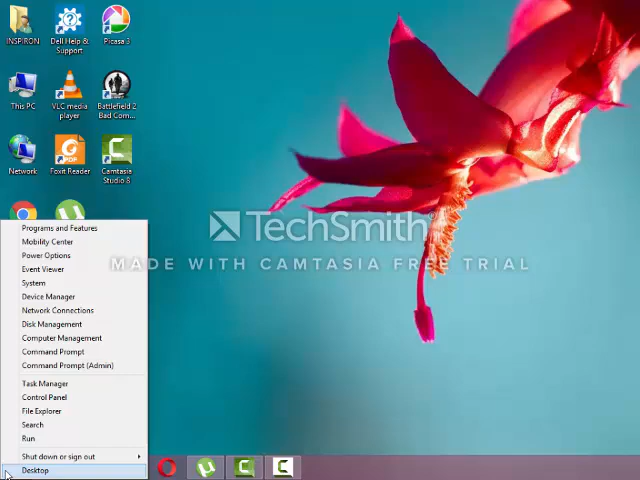 INSPIRON
Dell Help &
Support
Picasa 3
This PC
VLC media
player
Battlefield 2
Bad Com...
Network
Foxit Reader
Camtasia
Studio 8
TechSmith
MADE WITH CAMTASIA FREE TRIAL
Programs and Features
Mobility Center
Power Options
Event Viewer
System
Device Manager
Network Connections
Disk Management
Computer Management
Command Prompt
Command Prompt (Admin)
Task Manager
Control Panel
File Explorer
Search
Run
Shut down or sign out
Desktop